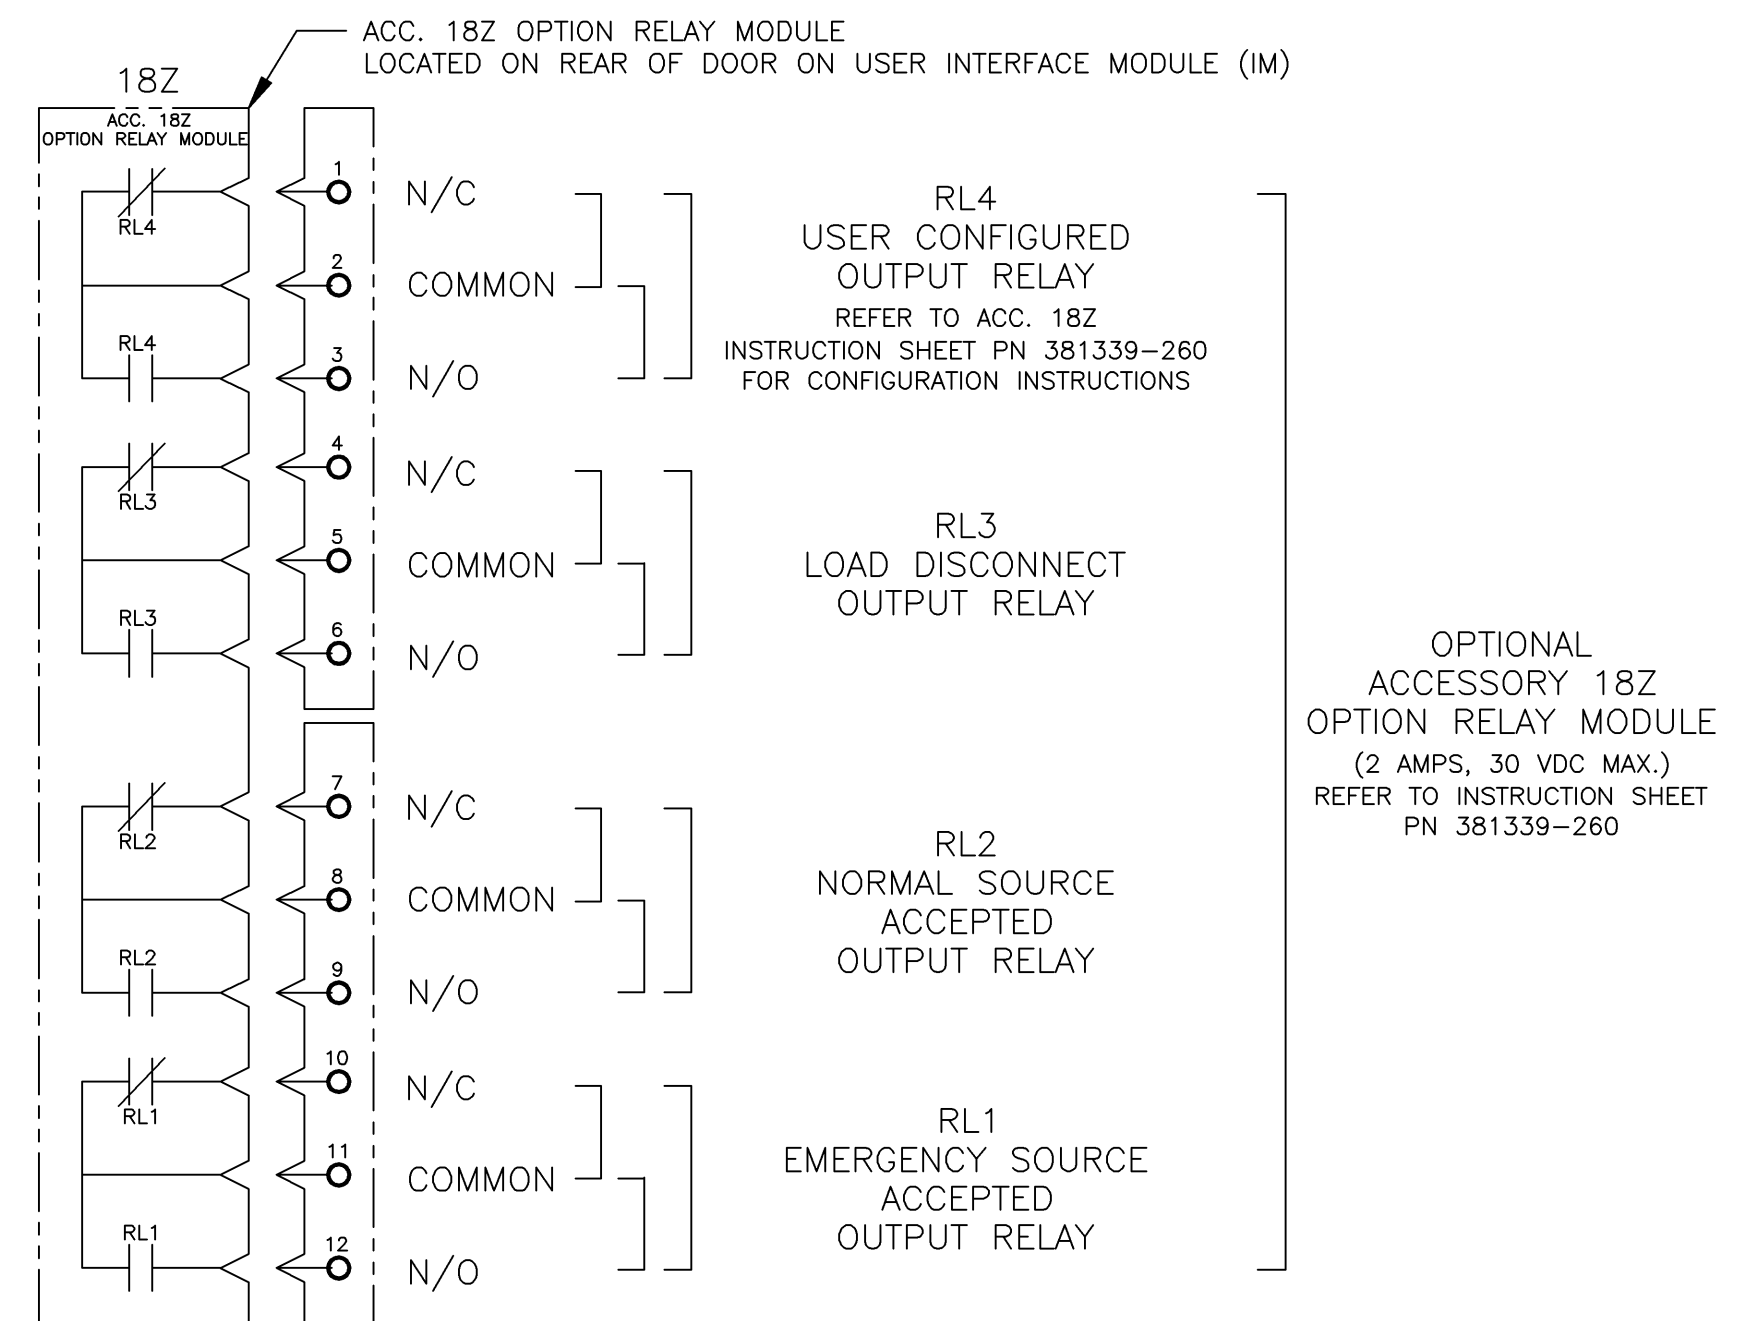 ACC. 18Z OPTION RELAY MODULE
LOCATED ON REAR OF DOOR ON USER INTERFACE MODULE (IM)
18Z
ACC. 18Z
OPTION RELAY MODULE
RL4
1
N/C
2
COMMON
RL4
3
N/O
RL4
USER CONFIGURED
OUTPUT RELAY
REFER TO ACC. 18Z
INSTRUCTION SHEET PN 381339-260
FOR CONFIGURATION INSTRUCTIONS
RL3
4
N/C
5
COMMON
RL3
6
N/O
RL3
LOAD DISCONNECT
OUTPUT RELAY
RL2
7
N/C
8
COMMON
RL2
9
N/O
RL2
NORMAL SOURCE
ACCEPTED
OUTPUT RELAY
RL1
10
N/C
11
COMMON
RL1
12
N/O
RL1
EMERGENCY SOURCE
ACCEPTED
OUTPUT RELAY
OPTIONAL
ACCESSORY 18Z
OPTION RELAY MODULE
(2 AMPS, 30 VDC MAX.)
REFER TO INSTRUCTION SHEET
PN 381339-260